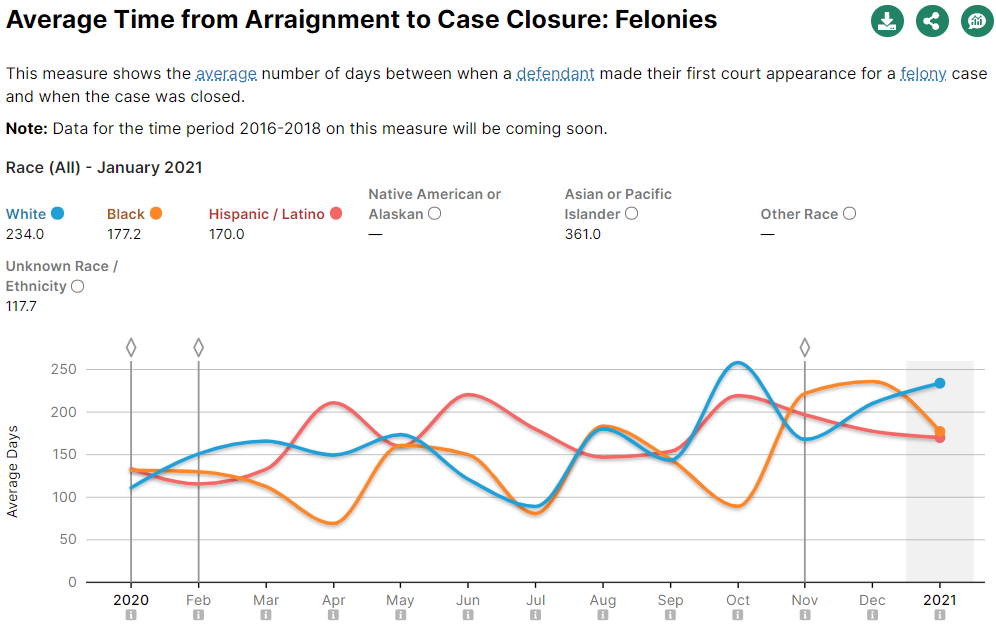 Average Time from Arraignment to Case Closure: Felonies
This measure shows the average number of days between when a defendant made their first court appearance for a felony case
and when the case was closed.
Note: Data for the time period 2016-2018 on this measure will be coming soon.
Race (All) - January 2021
White
234.0
Black
177.2
Hispanic / Latino
170.0
Native American or
Alaskan
—
Asian or Pacific
Islander
361.0
Other Race
—
Unknown Race /
Ethnicity
117.7
Average Days
250
200
150
100
50
0
2020 Feb Mar Apr May Jun Jul Aug Sep Oct Nov Dec 2021
i i i i i i i i i i i i i